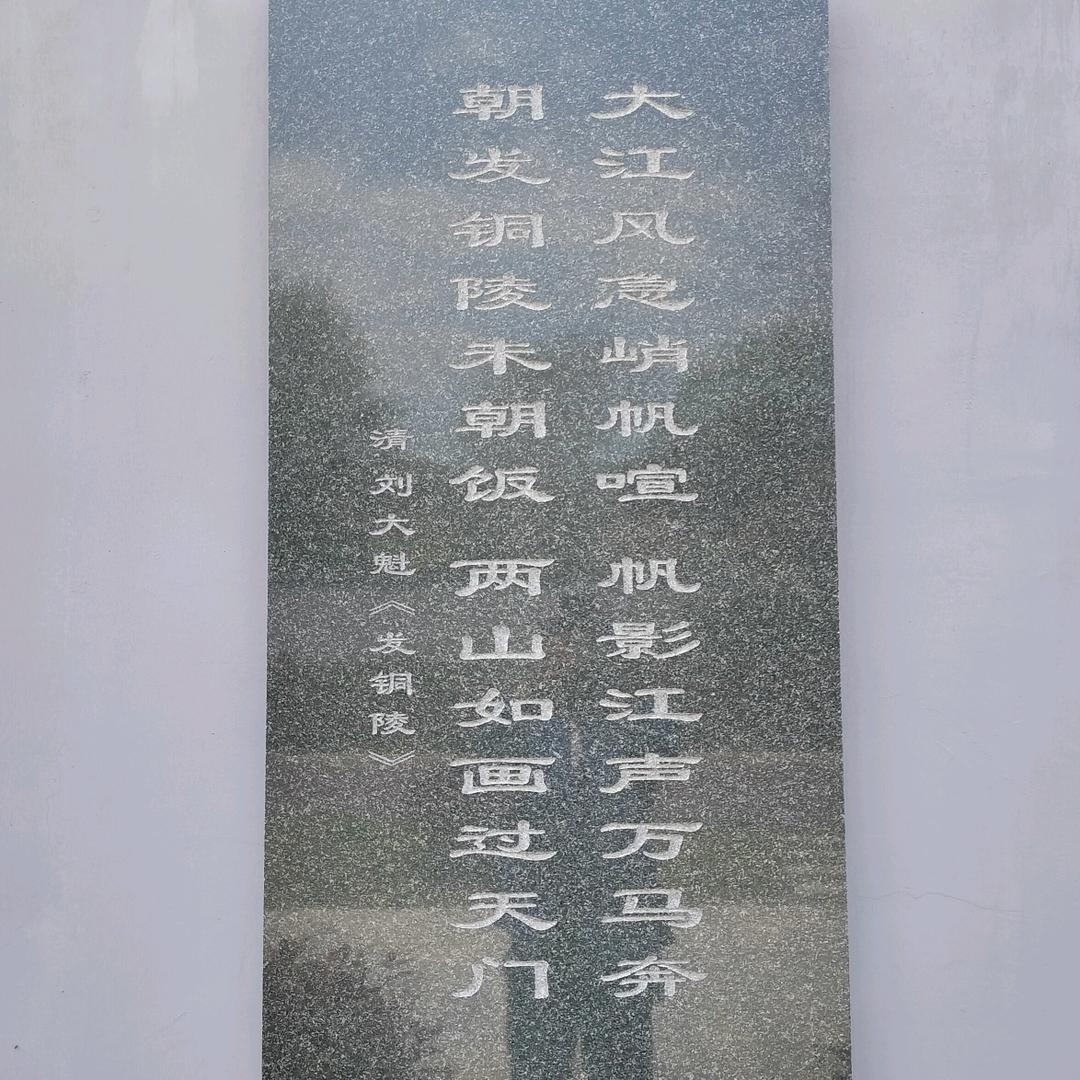 大江风急峭帆喧 帆影江声万马奔
朝发铜陵未朝饭 两山如画过天门
清刘大魁《发铜陵》